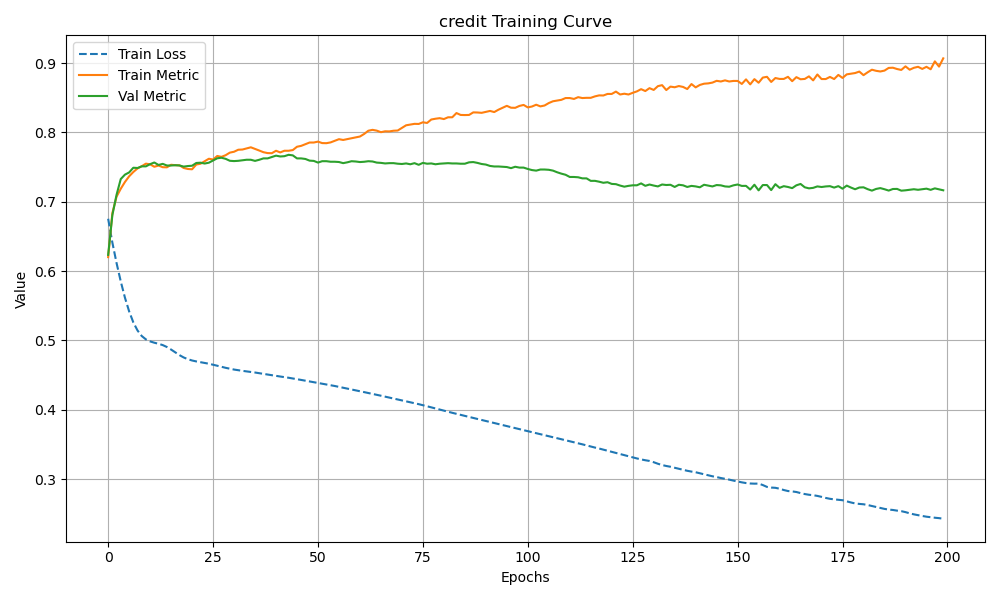 credit Training Curve
Train Loss
Train Metric
Val Metric
Value
0.9
0.8
0.7
0.6
0.5
0.4
0.3
0 25 50 75 100 125 150 175 200
Epochs